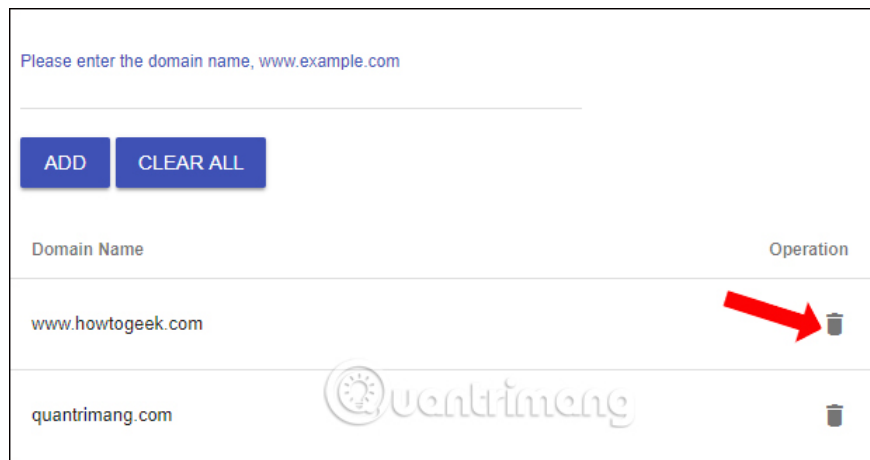 Please enter the domain name, www.example.com
ADD CLEAR ALL
Domain Name Operation
www.howtogeek.com
quantrimang.com
Quantrimang